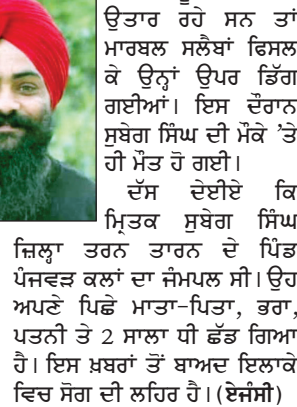 ਉਤਾਰ ਰਹੇ ਸਨ ਤਾਂ
ਮਾਰਬਲ ਸਲੈਬਾਂ ਫਿਸਲ
ਕੇ ਉਨ੍ਹਾਂ ਉਪਰ ਡਿੱਗ
ਗਈਆਂ। ਇਸ ਦੌਰਾਨ
ਸੁਬੇਗ ਸਿੰਘ ਦੀ ਮੌਕੇ 'ਤੇ
ਹੀ ਮੌਤ ਹੋ ਗਈ।
ਦੱਸ ਦੇਈਏ ਕਿ
ਮ੍ਰਿਤਕ ਸੁਬੇਗ ਸਿੰਘ
ਜ਼ਿਲ੍ਹਾ ਤਰਨ ਤਾਰਨ ਦੇ ਪਿੰਡ
ਪੰਜਵੜ ਕਲਾਂ ਦਾ ਜੰਮਪਲ ਸੀ। ਉਹ
ਅਪਣੇ ਪਿਛੇ ਮਾਤਾ-ਪਿਤਾ, ਭਰਾ,
ਪਤਨੀ ਤੇ 2 ਸਾਲਾ ਧੀ ਛੱਡ ਗਿਆ
ਹੈ। ਇਸ ਖ਼ਬਰਾਂ ਤੋਂ ਬਾਅਦ ਇਲਾਕੇ
ਵਿਚ ਸੋਗ ਦੀ ਲਹਿਰ ਹੈ। (ਏਜੰਸੀ)